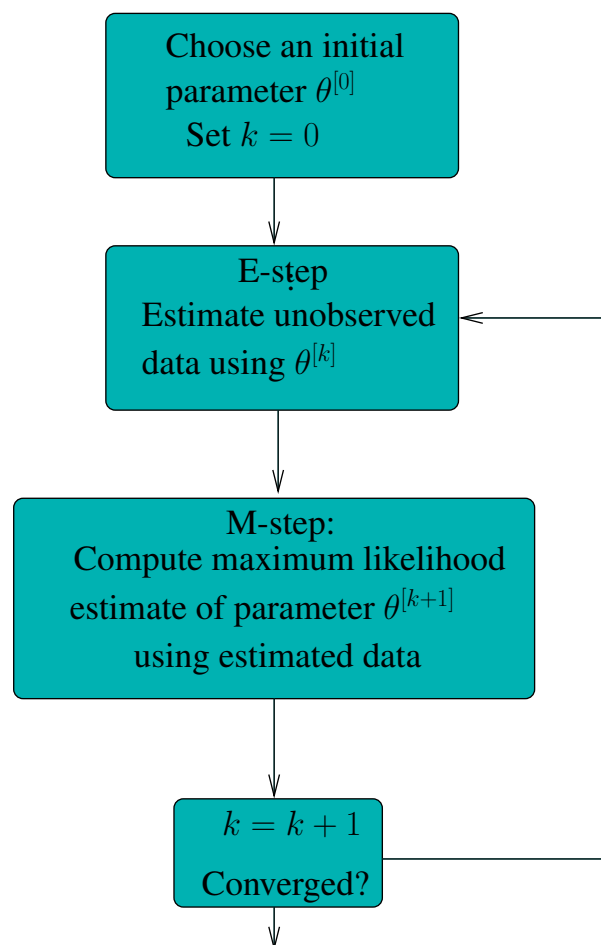 Choose an initial
parameter θ^[0]
Set k = 0
E-step
Estimate unobserved
data using θ^[k]
M-step:
Compute maximum likelihood
estimate of parameter θ^[k+1]
using estimated data
k = k + 1
Converged?